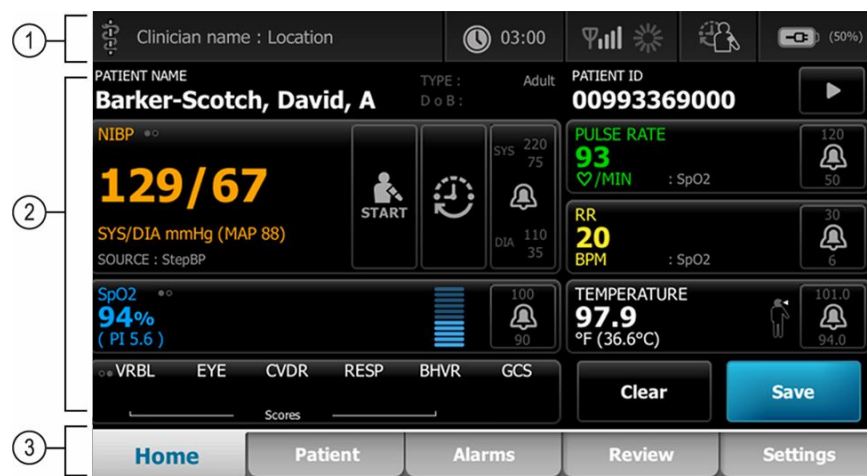 1
Clinician name : Location
03:00
(50%)
2
PATIENT NAME
Barker-Scotch, David, A
TYPE : Adult
D o B :
PATIENT ID
00993369000
NIBP
129/67
SYS/DIA mmHg (MAP 88)
SOURCE : StepBP
START
SYS 220
75
DIA 110
35
PULSE RATE
93
/MIN : SpO2
120
50
RR
20
BPM : SpO2
30
6
SpO2
94%
( PI 5.6 )
100
90
TEMPERATURE
97.9
°F (36.6°C)
101.0
94.0
VRBL EYE CVDR RESP BHVR GCS
Scores
Clear
Save
3
Home Patient Alarms Review Settings